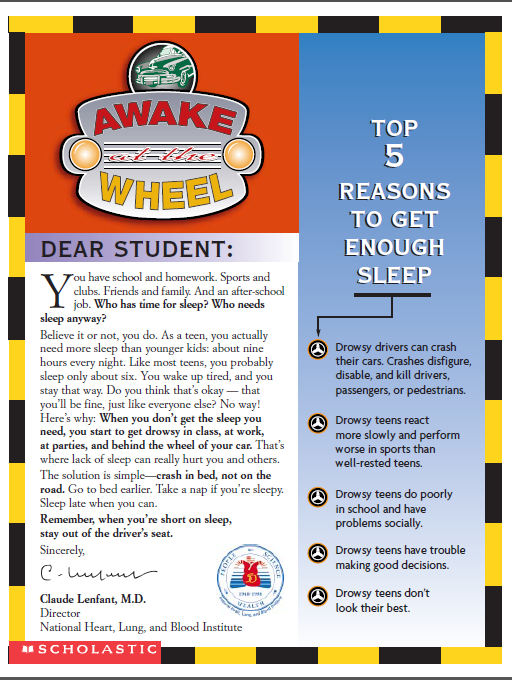 AWAKE
at the
WHEEL
DEAR STUDENT:
You have school and homework. Sports and
clubs. Friends and family. And an after-school
job. Who has time for sleep? Who needs
sleep anyway?
Believe it or not, you do. As a teen, you actually
need more sleep than younger kids: about nine
hours every night. Like most teens, you probably
sleep only about six. You wake up tired, and you
stay that way. Do you think that's okay — that
you'll be fine, just like everyone else? No way!
Here's why: When you don't get the sleep you
need, you start to get drowsy in class, at work,
at parties, and behind the wheel of your car. That's
where lack of sleep can really hurt you and others.
The solution is simple—crash in bed, not on the
road. Go to bed earlier. Take a nap if you're sleepy.
Sleep late when you can.
Remember, when you're short on sleep,
stay out of the driver's seat.
Sincerely,
C. Lenfant
Claude Lenfant, M.D.
Director
National Heart, Lung, and Blood Institute
PEOPLE SCIENCE
HEALTH
SCHOLASTIC
TOP
5
REASONS
TO GET
ENOUGH
SLEEP
Drowsy drivers can crash
their cars. Crashes disfigure,
disable, and kill drivers,
passengers, or pedestrians.
Drowsy teens react
more slowly and perform
worse in sports than
well-rested teens.
Drowsy teens do poorly
in school and have
problems socially.
Drowsy teens have trouble
making good decisions.
Drowsy teens don't
look their best.